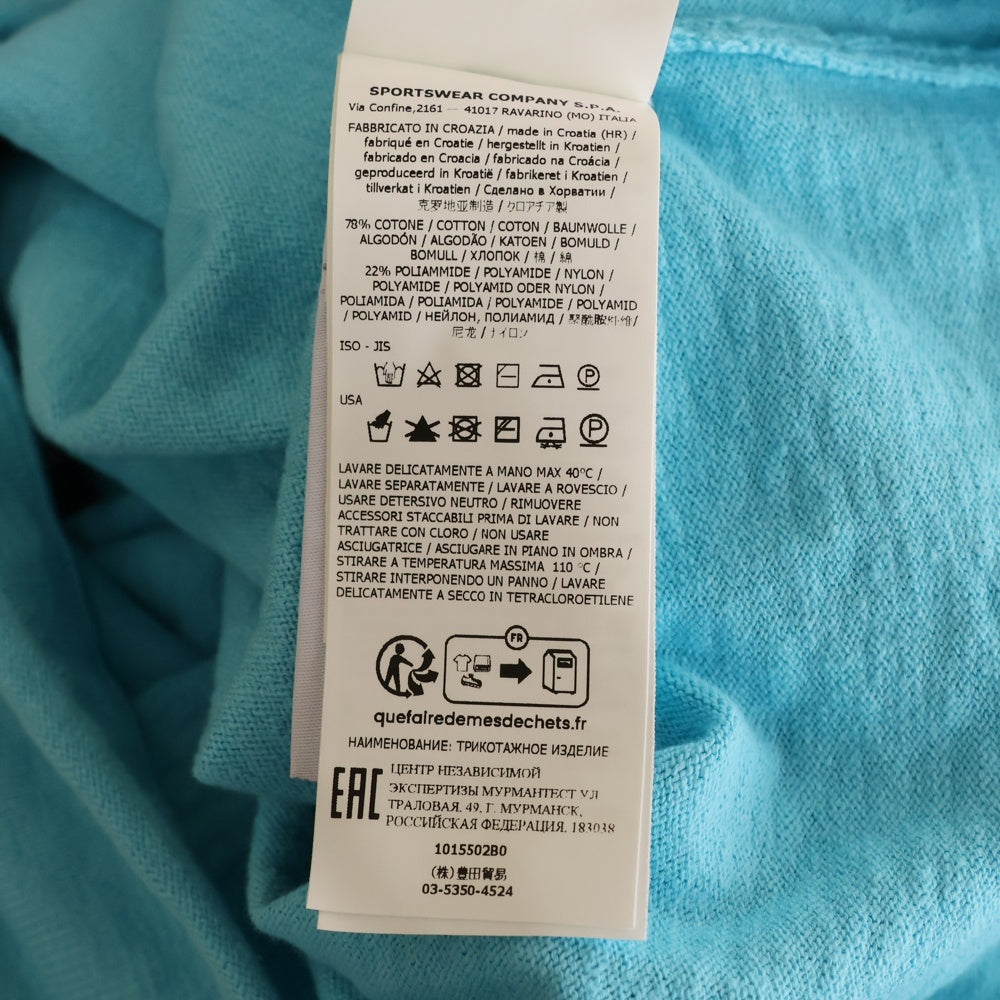 SPORTSWEAR COMPANY S.P.A.
Via Confine,2161 — 41017 RAVARINO (MO) ITALIA
FABBRICATO IN CROAZIA / made in Croatia (HR) /
fabriqué en Croatie / hergestellt in Kroatien /
fabricado en Croacia / fabricado na Croácia /
geproduceerd in Kroatië / fabrikeret i Kroatien /
tillverkat i Kroatien / Сделано в Хорватии /
克罗地亚制造 / クロアチア製
78% COTONE / COTTON / COTON / BAUMWOLLE /
ALGODÓN / ALGODÃO / KATOEN / BOMULD /
BOMULL / ХЛОПОК / 棉 / 綿
22% POLIAMMIDE / POLYAMIDE / NYLON /
POLYAMIDE / POLYAMID ODER NYLON /
POLIAMIDA / POLIAMIDA / POLYAMIDE / POLYAMID
/ POLYAMID / НЕЙЛОН, ПОЛИАМИД / 聚酰胺纤维/
尼龙 / ナイロン
ISO - JIS
P
USA
P
LAVARE DELICATAMENTE A MANO MAX 40°C /
LAVARE SEPARATAMENTE / LAVARE A ROVESCIO /
USARE DETERSIVO NEUTRO / RIMUOVERE
ACCESSORI STACCABILI PRIMA DI LAVARE / NON
TRATTARE CON CLORO / NON USARE
ASCIUGATRICE / ASCIUGARE IN PIANO IN OMBRA /
STIRARE A TEMPERATURA MASSIMA 110 °C /
STIRARE INTERPONENDO UN PANNO / LAVARE
DELICATAMENTE A SECCO IN TETRACLOROETILENE
FR
quefairedemesdechets.fr
НАИМЕНОВАНИЕ: ТРИКОТАЖНОЕ ИЗДЕЛИЕ
EAC
ЦЕНТР НЕЗАВИСИМОЙ
ЭКСПЕРТИЗЫ МУРМАНТЕСТ УЛ
ТРАЛОВАЯ, 49, Г. МУРМАНСК,
РОССИЙСКАЯ ФЕДЕРАЦИЯ, 183038
1015502B0
(株)豊田貿易
03-5350-4524